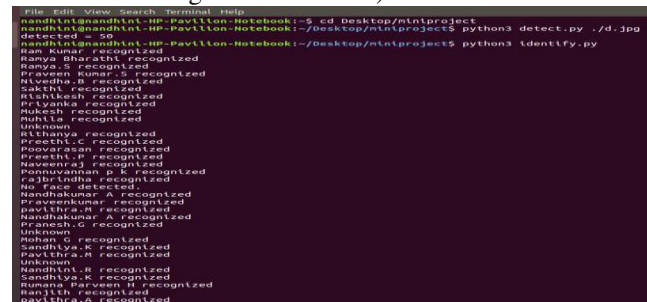 File Edit View Search Terminal Help
nandhini@nandhini-HP-Pavilion-Notebook:~$ cd Desktop/miniproject
nandhini@nandhini-HP-Pavilion-Notebook:~/Desktop/miniproject$ python3 detect.py ./d.jpg
detected = 50
nandhini@nandhini-HP-Pavilion-Notebook:~/Desktop/miniproject$ python3 identify.py
Ram Kumar recognized
Ramya Bharathi recognized
Ramya.S recognized
Praveen Kumar.S recognized
Nivedha.B recognized
Sakthi recognized
Rishikesh recognized
Priyanka recognized
Mukesh recognized
Muhila recognized
Unknown
Rithanya recognized
Preethi.C recognized
Poovarasan recognized
Preethi.P recognized
Naveenraj recognized
Ponnuvannan p k recognized
rajbrindha recognized
No face detected.
Nandhakumar A recognized
Praveenkumar recognized
pavithra.M recognized
Nandhakumar A recognized
Pranesh.G recognized
Unknown
Mohan G recognized
Sandhiya.K recognized
Pavithra.M recognized
Unknown
Nandhini.R recognized
Sandhiya.K recognized
Rumana Parveen H recognized
Ranjith recognized
pavithra.A recognized